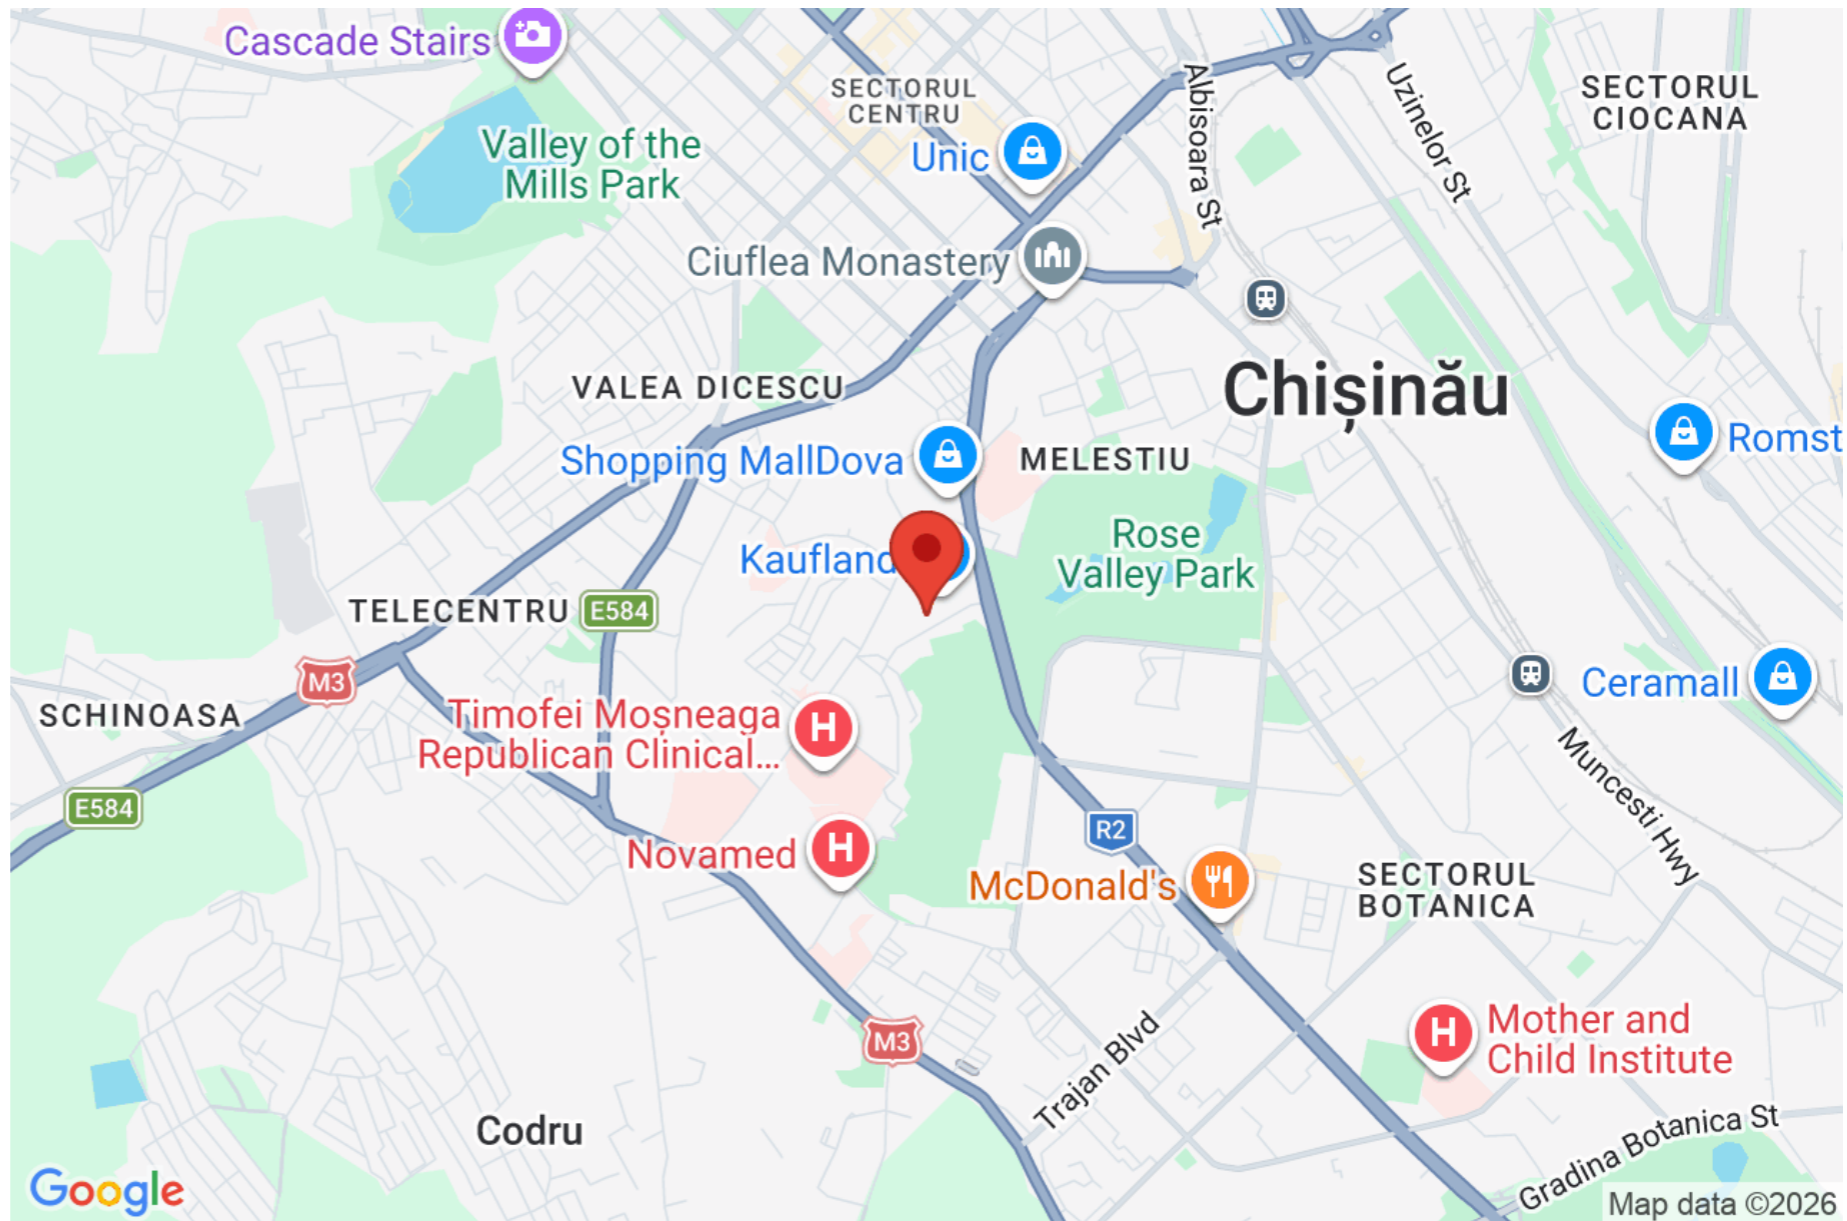 Cascade Stairs
SECTORUL
CENTRU
SECTORUL
CIOCANA
Albisoara St
Uzinelor St
Valley of the
Mills Park
Unic
Ciuflea Monastery
Chișinău
VALEA DICESCU
Shopping MallDova
MELESTIU
Romst
Rose
Valley Park
Kaufland
TELECENTRU
E584
M3
SCHINOASA
Timofei Moșneaga
Republican Clinical...
Ceramall
E584
Muncesti Hwy
R2
Novamed
McDonald's
SECTORUL
BOTANICA
M3
Mother and
Child Institute
Trajan Blvd
Codru
Gradina Botanica St
Google
Map data ©2026
H
H
H